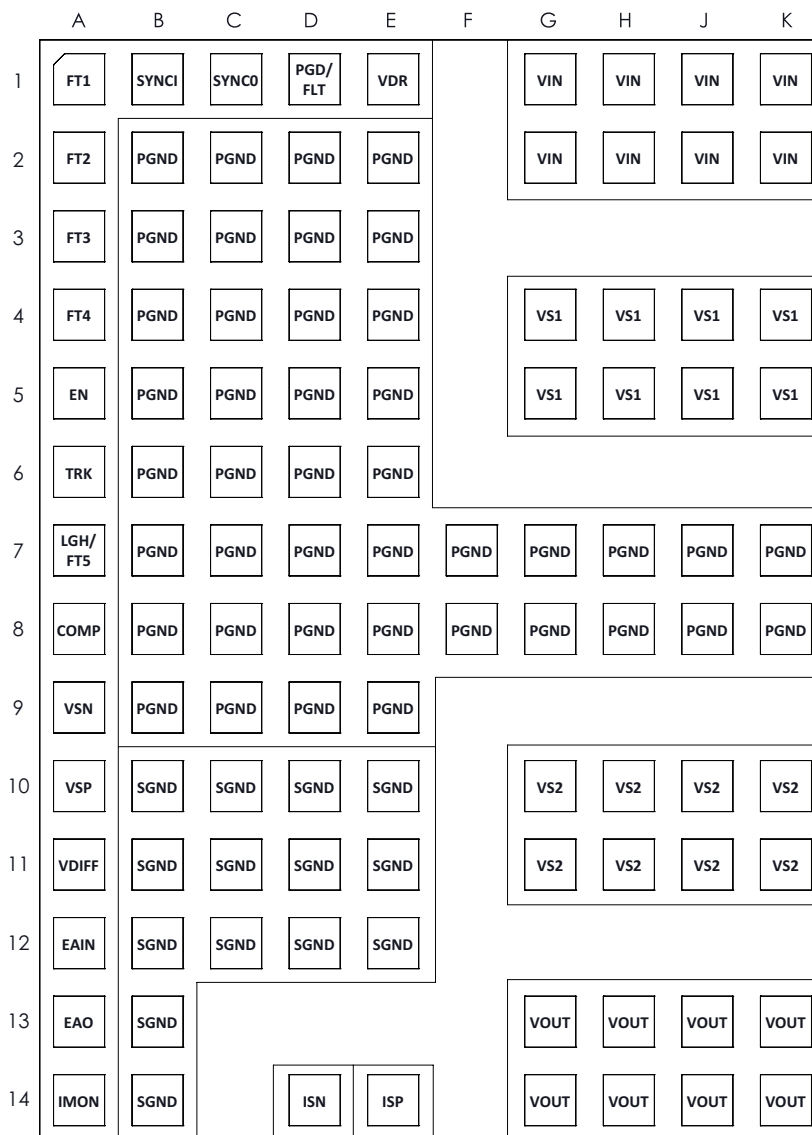 A B C D E F G H J K
1 FT1 SYNCI SYNC0 PGD/ FLT VDR VIN VIN VIN VIN
2 FT2 PGND PGND PGND PGND VIN VIN VIN VIN
3 FT3 PGND PGND PGND PGND
4 FT4 PGND PGND PGND PGND VS1 VS1 VS1 VS1
5 EN PGND PGND PGND PGND VS1 VS1 VS1 VS1
6 TRK PGND PGND PGND PGND
7 LGH/ FT5 PGND PGND PGND PGND PGND PGND PGND PGND PGND
8 COMP PGND PGND PGND PGND PGND PGND PGND PGND PGND
9 VSN PGND PGND PGND PGND
10 VSP SGND SGND SGND SGND VS2 VS2 VS2 VS2
11 VDIFF SGND SGND SGND SGND VS2 VS2 VS2 VS2
12 EAIN SGND SGND SGND SGND
13 EAO SGND VOUT VOUT VOUT VOUT
14 IMON SGND ISN ISP VOUT VOUT VOUT VOUT